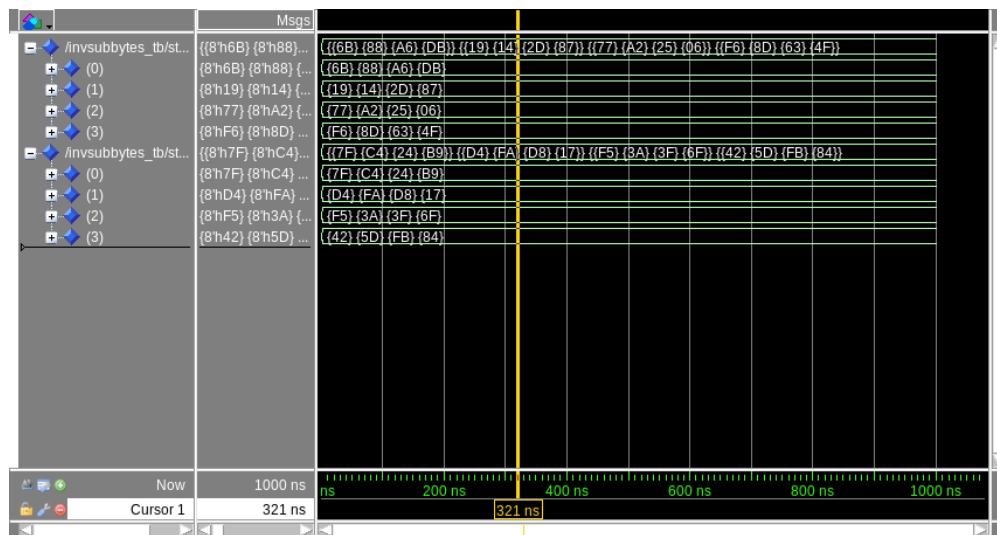 Msgs
/invsubbytes_tb/st... {{8'h6B} {8'h88}... {{{6B} {88} {A6} {DB}} {{19} {14} {2D} {87}} {{77} {A2} {25} {06}} {{F6} {8D} {63} {4F}}
(0) {8'h6B} {8'h88} {... {{6B} {88} {A6} {DB}
(1) {8'h19} {8'h14} {... {{19} {14} {2D} {87}
(2) {8'h77} {8'hA2} {... {{77} {A2} {25} {06}
(3) {8'hF6} {8'h8D} ... {{F6} {8D} {63} {4F}
/invsubbytes_tb/st... {{8'h7F} {8'hC4}... {{{7F} {C4} {24} {B9}} {{D4} {FA} {D8} {17}} {{F5} {3A} {3F} {6F}} {{42} {5D} {FB} {84}}
(0) {8'h7F} {8'hC4} {... {{7F} {C4} {24} {B9}
(1) {8'hD4} {8'hFA} ... {{D4} {FA} {D8} {17}
(2) {8'hF5} {8'h3A} {... {{F5} {3A} {3F} {6F}
(3) {8'h42} {8'h5D} ... {{42} {5D} {FB} {84}
Now 1000 ns ns 200 ns 400 ns 600 ns 800 ns 1000 ns
Cursor 1 321 ns 321 ns